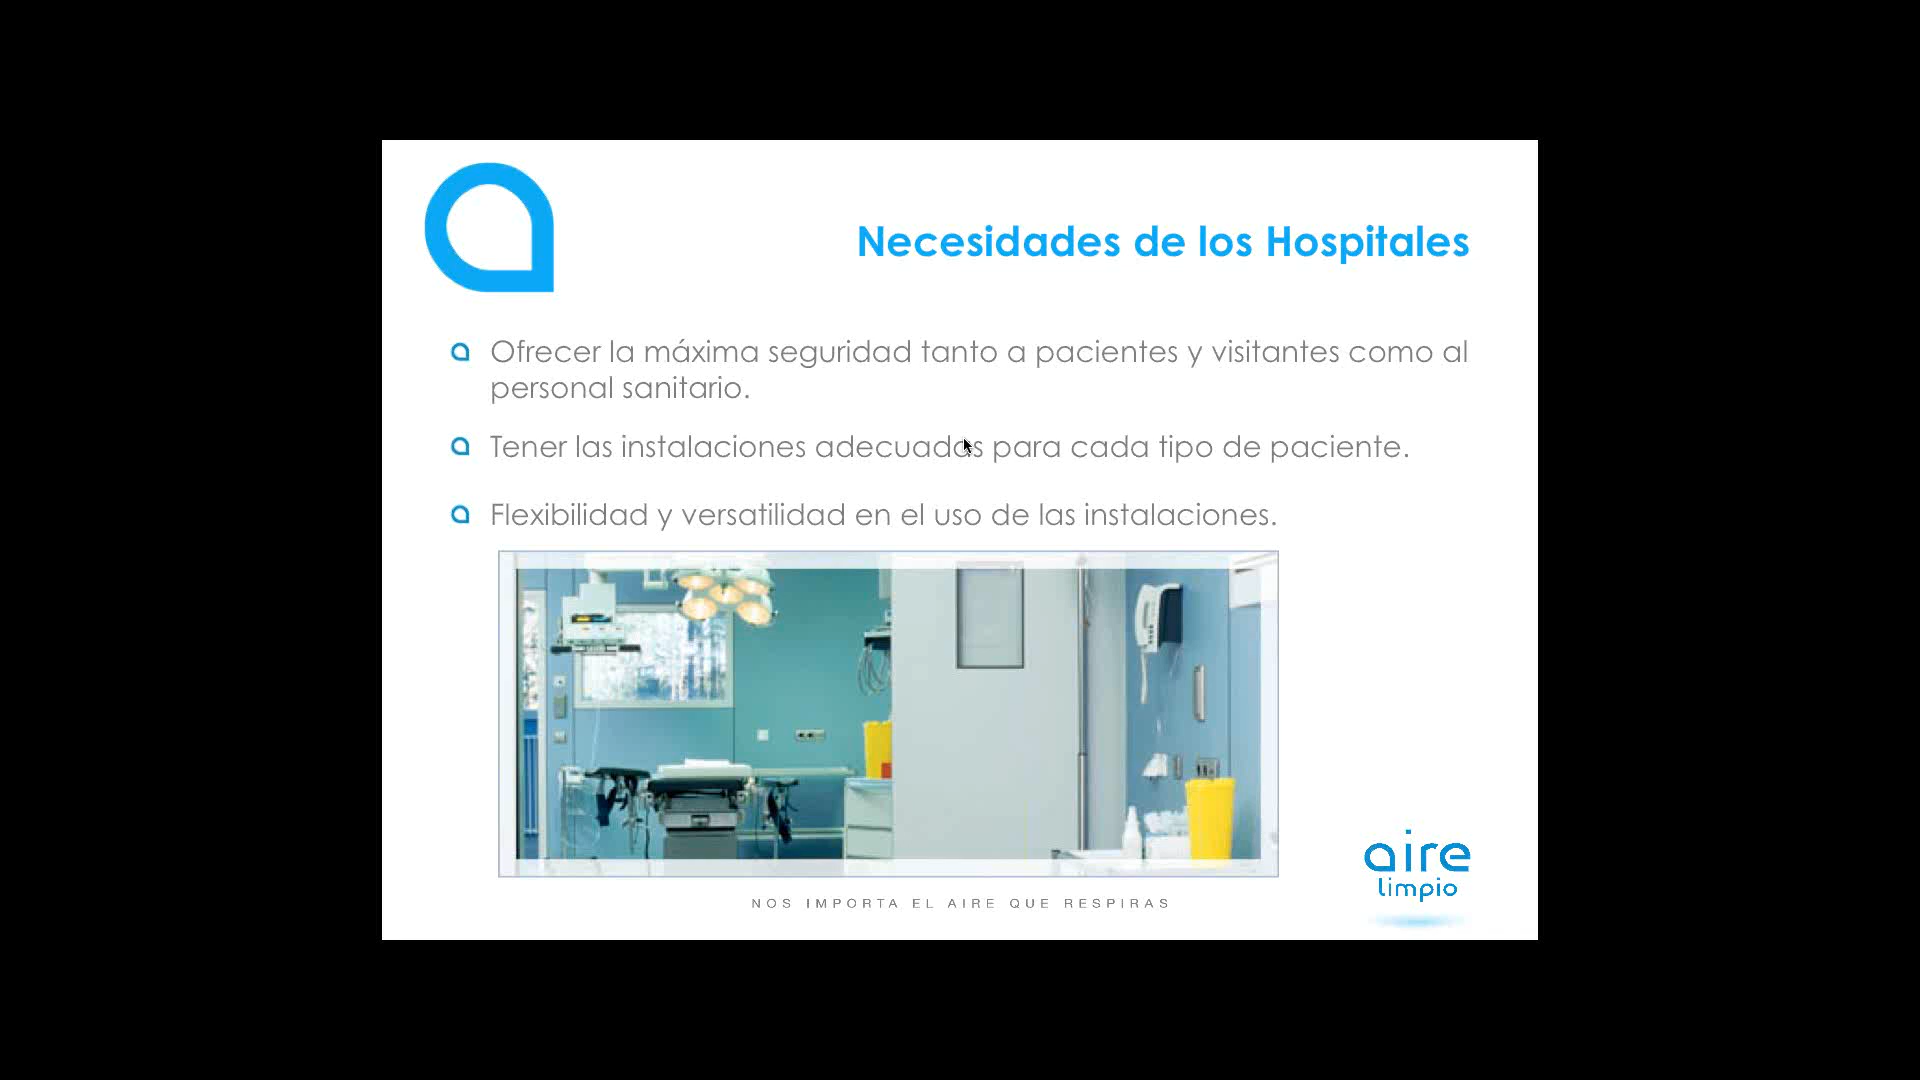 Necesidades de los Hospitales
Ofrecer la máxima seguridad tanto a pacientes y visitantes como al
personal sanitario.
Tener las instalaciones adecuadas para cada tipo de paciente.
Flexibilidad y versatilidad en el uso de las instalaciones.
NOS IMPORTA EL AIRE QUE RESPIRAS
aire
limpio